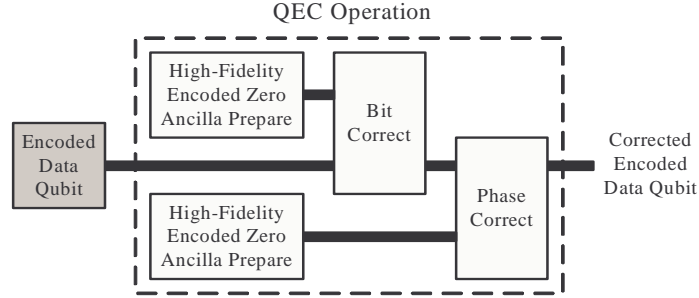 QEC Operation
High-Fidelity
Encoded Zero
Ancilla Prepare
Bit
Correct
Encoded
Data
Qubit
Corrected
Encoded
Data Qubit
Phase
Correct
High-Fidelity
Encoded Zero
Ancilla Prepare